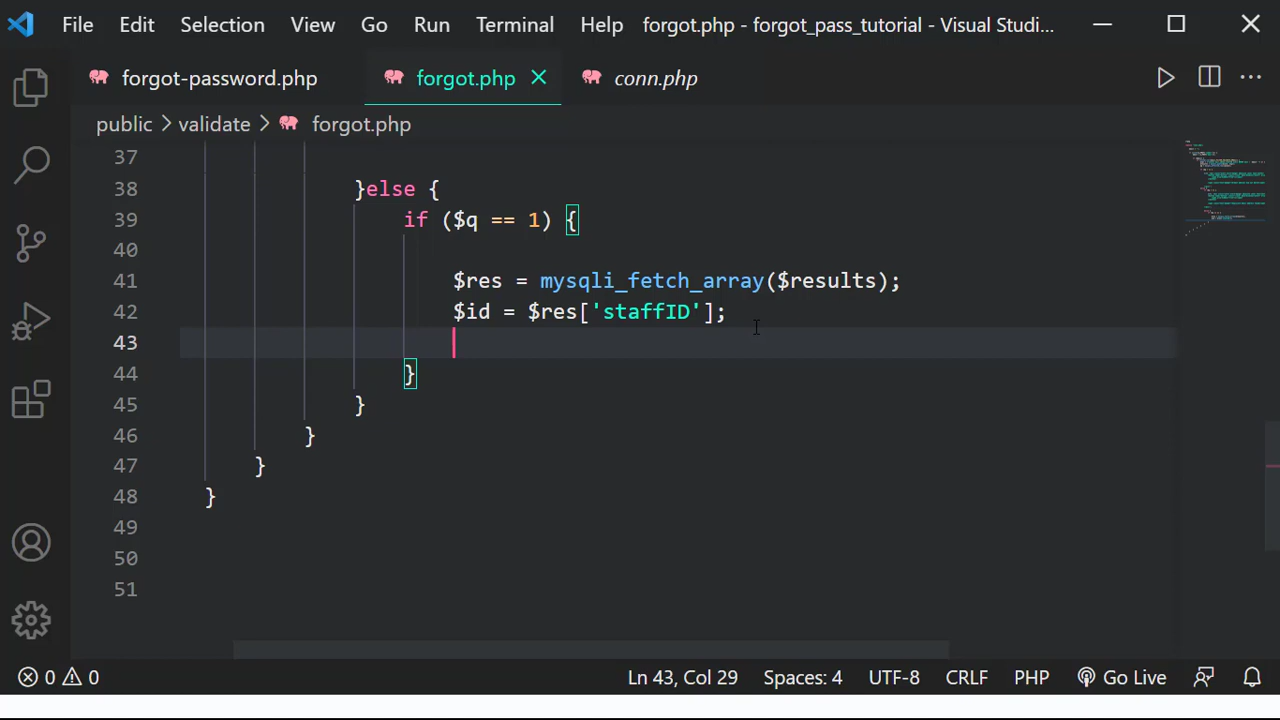 File Edit Selection View Go Run Terminal Help forgot.php - forgot_pass_tutorial - Visual Studi...
forgot-password.php forgot.php conn.php
public > validate > forgot.php
37
38 }else {
39 if ($q == 1) {
40
41 $res = mysqli_fetch_array($results);
42 $id = $res['staffID'];
43
44 }
45 }
46 }
47 }
48 }
49
50
51
0 0 Ln 43, Col 29 Spaces: 4 UTF-8 CRLF PHP Go Live